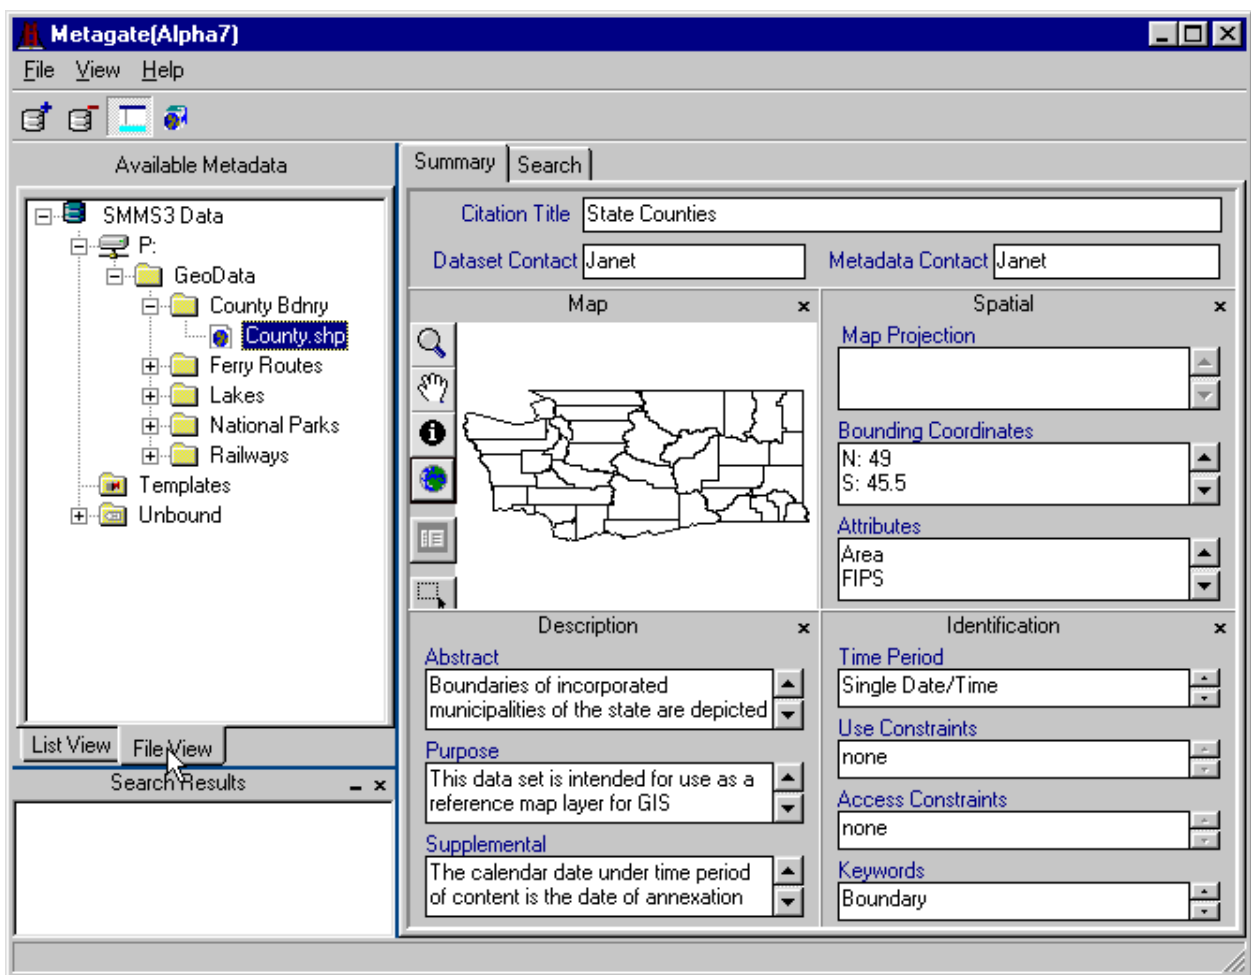 Metagate(Alpha7)
File View Help
Available Metadata
SMMS3 Data
P:
GeoData
County Bdnry
County.shp
Ferry Routes
Lakes
National Parks
Railways
Templates
Unbound
List View File View
Search Results
Summary Search
Citation Title State Counties
Dataset Contact Janet Metadata Contact Janet
Map
Spatial
Map Projection
Bounding Coordinates
N: 49
S: 45.5
Attributes
Area
FIPS
Description
Abstract
Boundaries of incorporated
municipalities of the state are depicted
Purpose
This data set is intended for use as a
reference map layer for GIS
Supplemental
The calendar date under time period
of content is the date of annexation
Identification
Time Period
Single Date/Time
Use Constraints
none
Access Constraints
none
Keywords
Boundary